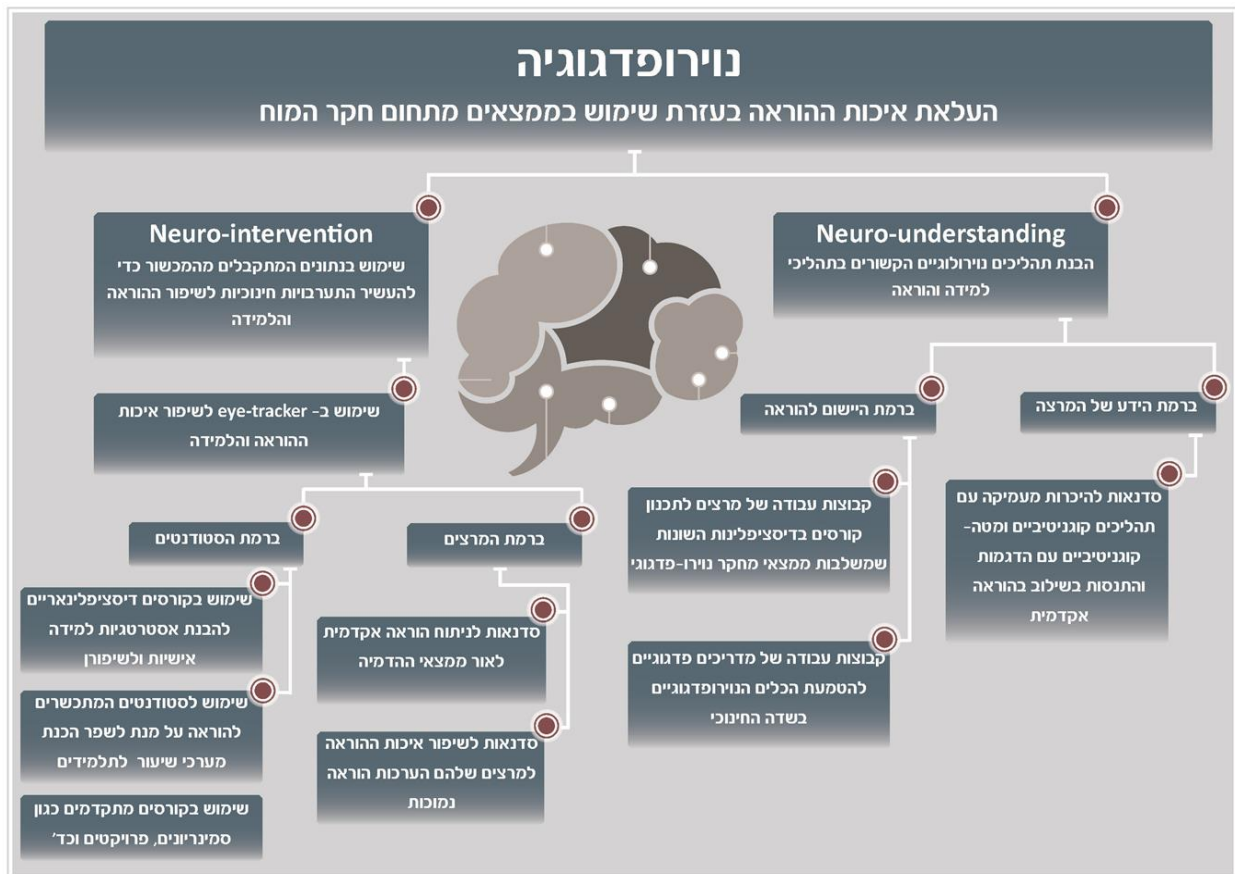 נוירופדגוגיה
העלאת איכות ההוראה בעזרת שימוש בממצאים מתחום חקר המוח
Neuro-understanding
הבנת תהליכים נוירולוגיים הקשורים בתהליכי
למידה והוראה
ברמת הידע של המרצה
סדנאות להיכרות מעמיקה עם
תהליכים קוגניטיביים ומטה-
קוגניטיביים עם הדגמות
והתנסות בשילוב בהוראה
אקדמית
ברמת היישום להוראה
קבוצות עבודה של מרצים לתכנון
קורסים בדיסציפלינות השונות
שמשלבות ממצאי מחקר נוירו-פדגוגי
קבוצות עבודה של מדריכים פדגוגיים
להטמעת הכלים הנוירופדגוגיים
בשדה החינוכי
Neuro-intervention
שימוש בנתונים המתקבלים מהמכשור כדי
להעשיר התערבויות חינוכיות לשיפור ההוראה
והלמידה
שימוש ב- eye-tracker לשיפור איכות
ההוראה והלמידה
ברמת המרצים
סדנאות לניתוח הוראה אקדמית
לאור ממצאי ההדמיה
סדנאות לשיפור איכות ההוראה
למרצים שלהם הערכות הוראה
נמוכות
ברמת הסטודנטים
שימוש בקורסים דיסציפלינאריים
להבנת אסטרטגיות למידה
אישיות ולשיפורן
שימוש לסטודנטים המתכשרים
להוראה על מנת לשפר הכנת
מערכי שיעור לתלמידים
שימוש בקורסים מתקדמים כגון
סמינריונים, פרויקטים וכד'